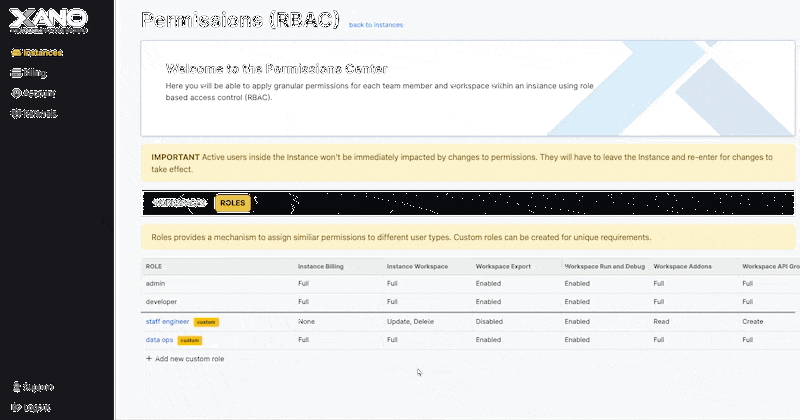 XANO
Permissions (RBAC) back to instances
Instances
Billing
Account
Welcome to the Permissions Center
Here you will be able to apply granular permissions for each team member and workspace within an instance using role
based access control (RBAC).
IMPORTANT Active users inside the Instance won't be immediately impacted by changes to permissions. They will have to leave the Instance and re-enter for changes to
take effect.
ROLES
Roles provides a mechanism to assign similiar permissions to different user types. Custom roles can be created for unique requirements.
ROLE Instance Billing Instance Workspace Workspace Export Workspace Run and Debug Workspace Addons Workspace API Gro
admin Full Full Enabled Enabled Full Full
developer Full Full Enabled Enabled Full Full
staff engineer custom None Update, Delete Disabled Enabled Read Create
data ops custom Full Full Enabled Enabled Full Full
+ Add new custom role
Support
Logout